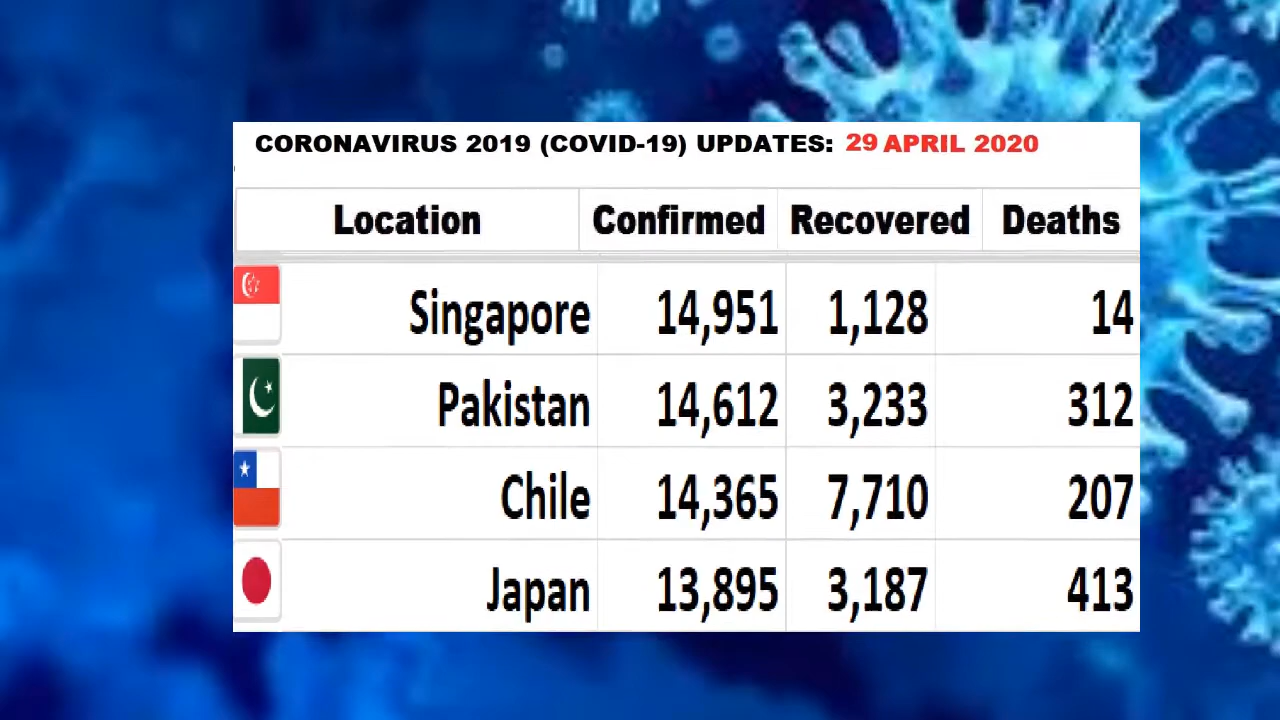 CORONAVIRUS 2019 (COVID-19) UPDATES: 29 APRIL 2020
Location Confirmed Recovered Deaths
Singapore 14,951 1,128 14
Pakistan 14,612 3,233 312
Chile 14,365 7,710 207
Japan 13,895 3,187 413